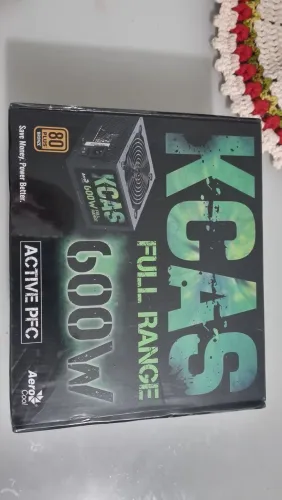 KCAS
FULL RANGE
600W
ACTIVE PFC
KCAS
600W
80
PLUS
BRONZE
Save Money. Power Better.
Aero
Cool